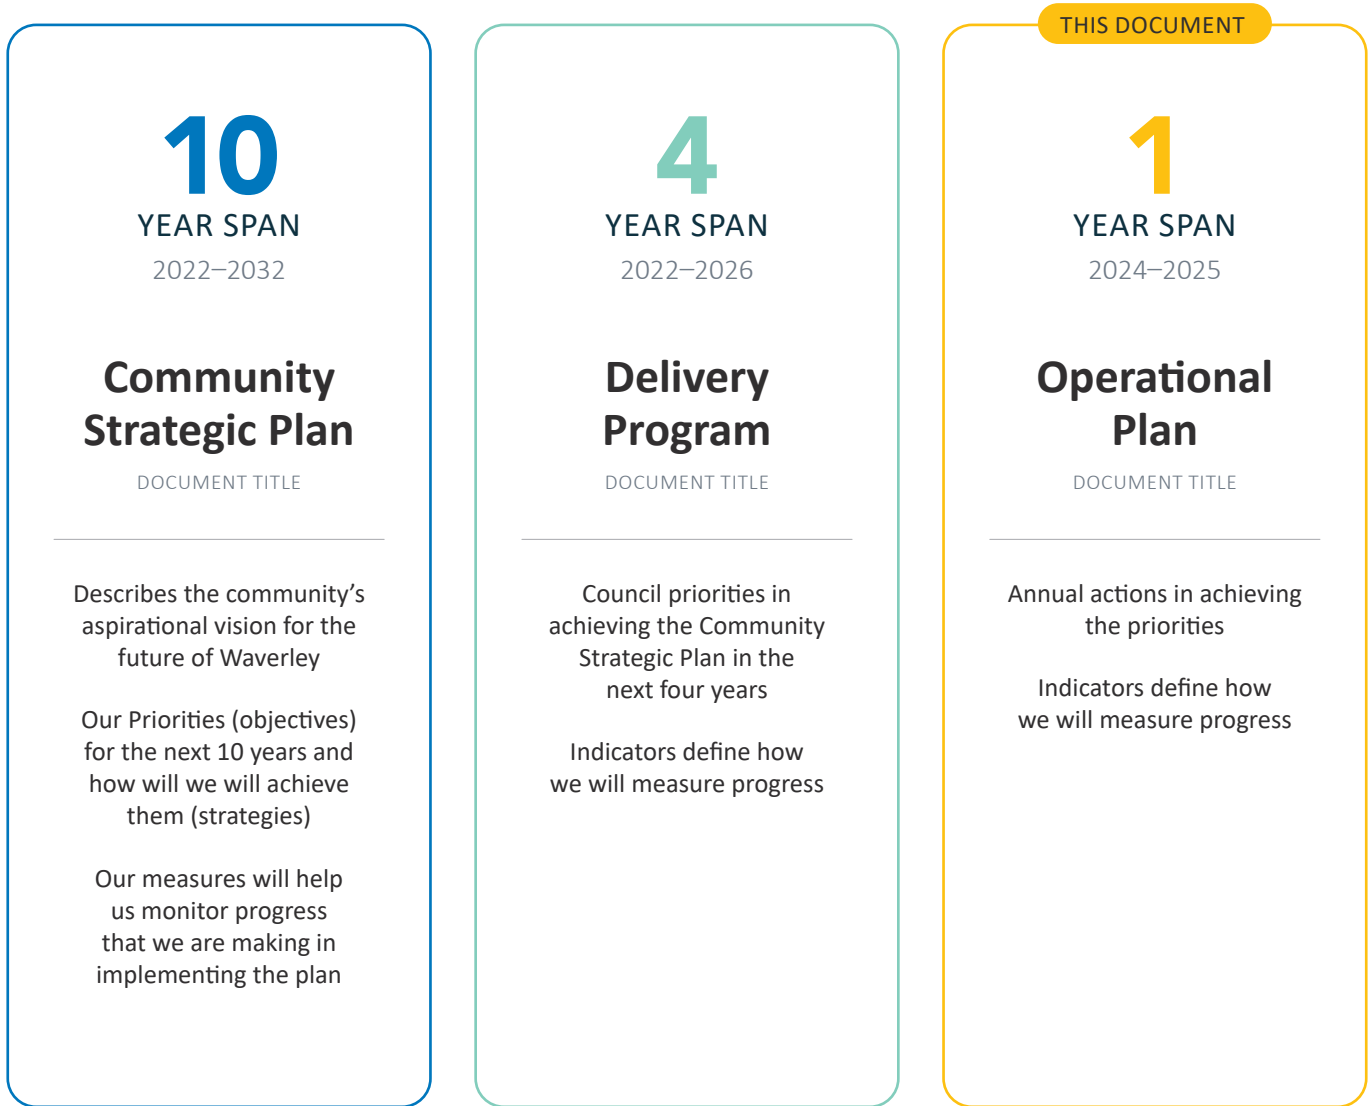 10
YEAR SPAN
2022–2032
Community
Strategic Plan
DOCUMENT TITLE
Describes the community’s
aspirational vision for the
future of Waverley
Our Priorities (objectives)
for the next 10 years and
how will we will achieve
them (strategies)
Our measures will help
us monitor progress
that we are making in
implementing the plan
4
YEAR SPAN
2022–2026
Delivery
Program
DOCUMENT TITLE
Council priorities in
achieving the Community
Strategic Plan in the
next four years
Indicators define how
we will measure progress
THIS DOCUMENT
1
YEAR SPAN
2024–2025
Operational
Plan
DOCUMENT TITLE
Annual actions in achieving
the priorities
Indicators define how
we will measure progress